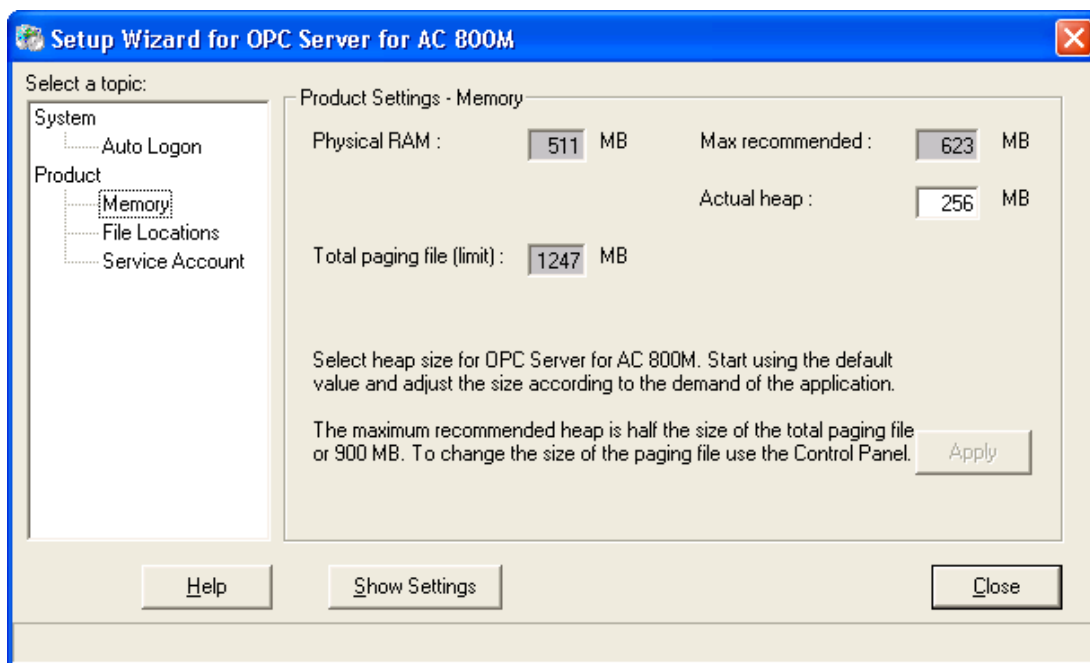 Setup Wizard for OPC Server for AC 800M
Select a topic:
System
Auto Logon
Product
Memory
File Locations
Service Account
Product Settings - Memory
Physical RAM : 511 MB Max recommended : 623 MB
Actual heap : 256 MB
Total paging file (limit) : 1247 MB
Select heap size for OPC Server for AC 800M. Start using the default
value and adjust the size according to the demand of the application.
The maximum recommended heap is half the size of the total paging file
or 900 MB. To change the size of the paging file use the Control Panel.
Apply
Help Show Settings Close